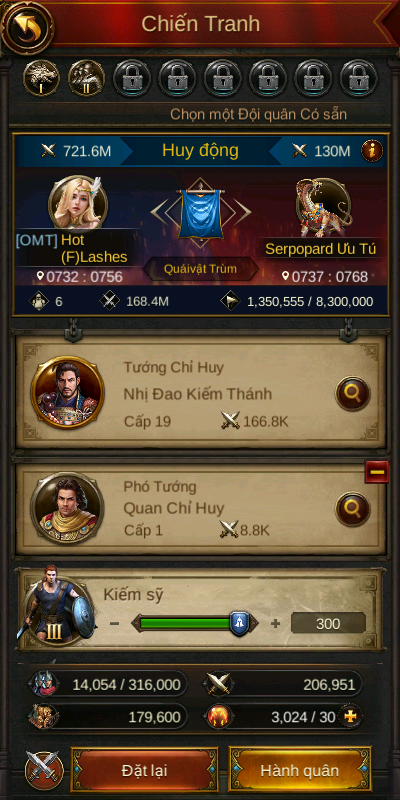 Chiến Tranh
I II
Chọn một Đội quân Có sẵn
721.6M Huy động 130M
[OMT] Hot
(F)Lashes
Serpopard Ưu Tú
0732 : 0756
Quáivật Trùm
0737 : 0768
6 168.4M 1,350,555 / 8,300,000
Tướng Chỉ Huy
Nhị Đao Kiếm Thánh
Cấp 19 166.8K
Phó Tướng
Quan Chỉ Huy
Cấp 1 8.8K
Kiếm sỹ
III
300
14,054 / 316,000 206,951
179,600 3,024 / 30
Đặt lại Hành quân